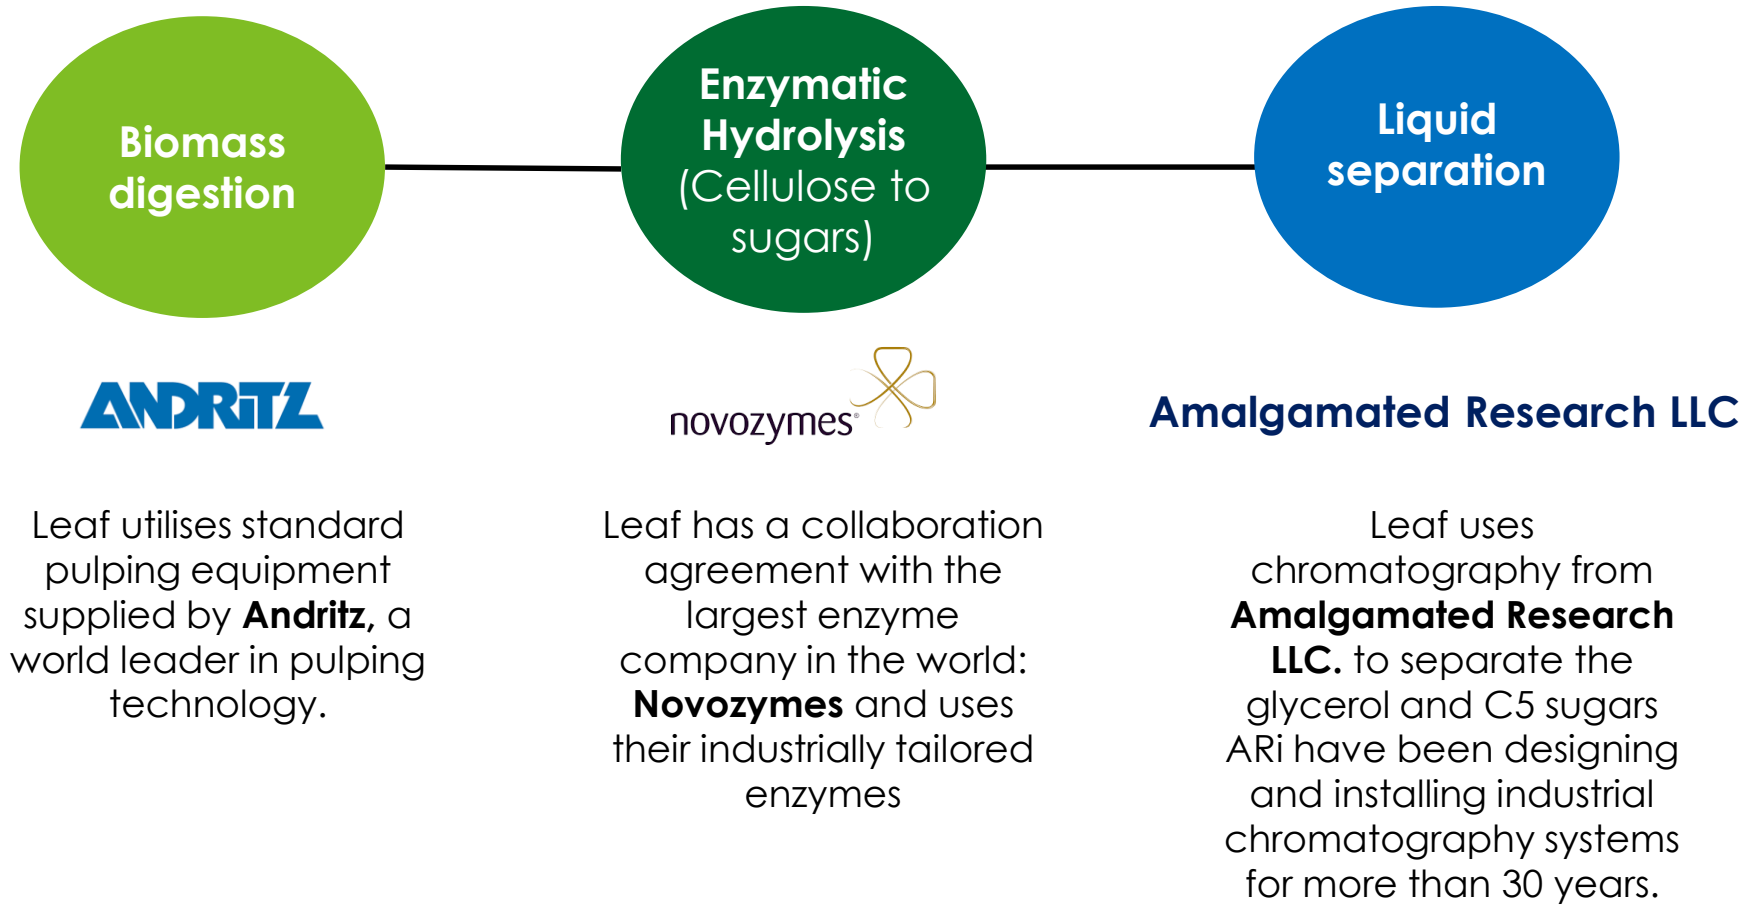 Biomass
digestion
Enzymatic
Hydrolysis
(Cellulose to
sugars)
Liquid
separation
ANDRITZ
novozymes®
Amalgamated Research LLC
Leaf utilises standard
pulping equipment
supplied by Andritz, a
world leader in pulping
technology.
Leaf has a collaboration
agreement with the
largest enzyme
company in the world:
Novozymes and uses
their industrially tailored
enzymes
Leaf uses
chromatography from
Amalgamated Research
LLC. to separate the
glycerol and C5 sugars
ARi have been designing
and installing industrial
chromatography systems
for more than 30 years.